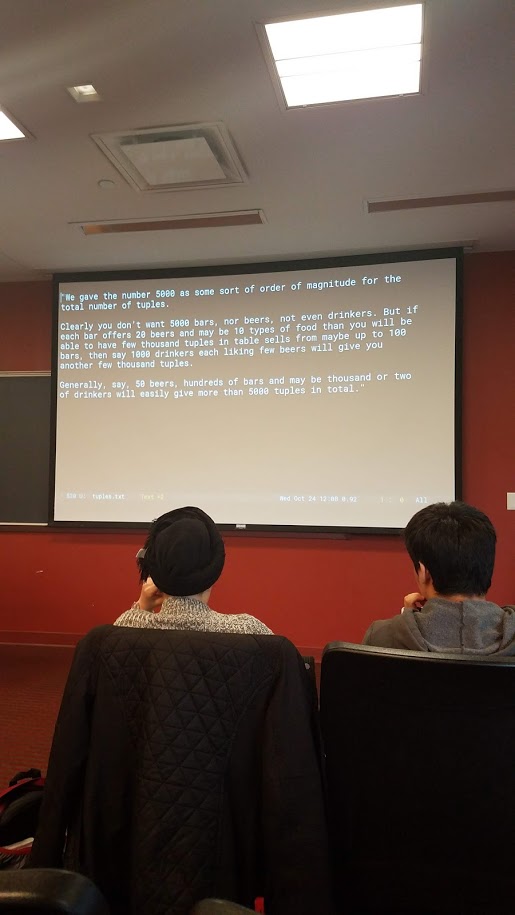 "We gave the number 5000 as some sort of order of magnitude for the
total number of tuples.
Clearly you don't want 5000 bars, nor beers, not even drinkers. But if
each bar offers 20 beers and may be 10 types of food than you will be
able to have few thousand tuples in table sells from maybe up to 100
bars, then say 1000 drinkers each liking few beers will give you
another few thousand tuples.
Generally, say, 50 beers, hundreds of bars and may be thousand or two
of drinkers will easily give more than 5000 tuples in total."
tuples.txt Wed Oct 24 12:00 0.92 All